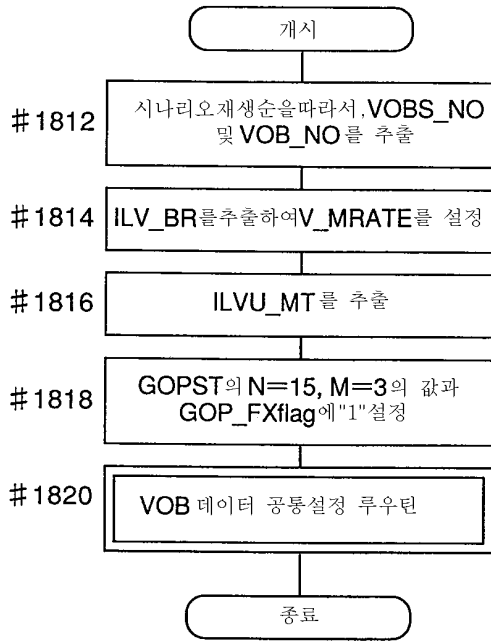 개시
#1812
시나리오재생순을따라서,VOBS_NO
및 VOB_NO를 추출
#1814
ILV_BR를추출하여V_MRATE를 설정
#1816
ILVU_MT를 추출
#1818
GOPST의 N=15, M=3의 값과
GOP_FXflag에"1"설정
#1820
VOB 데이터 공통설정 루우틴
종료